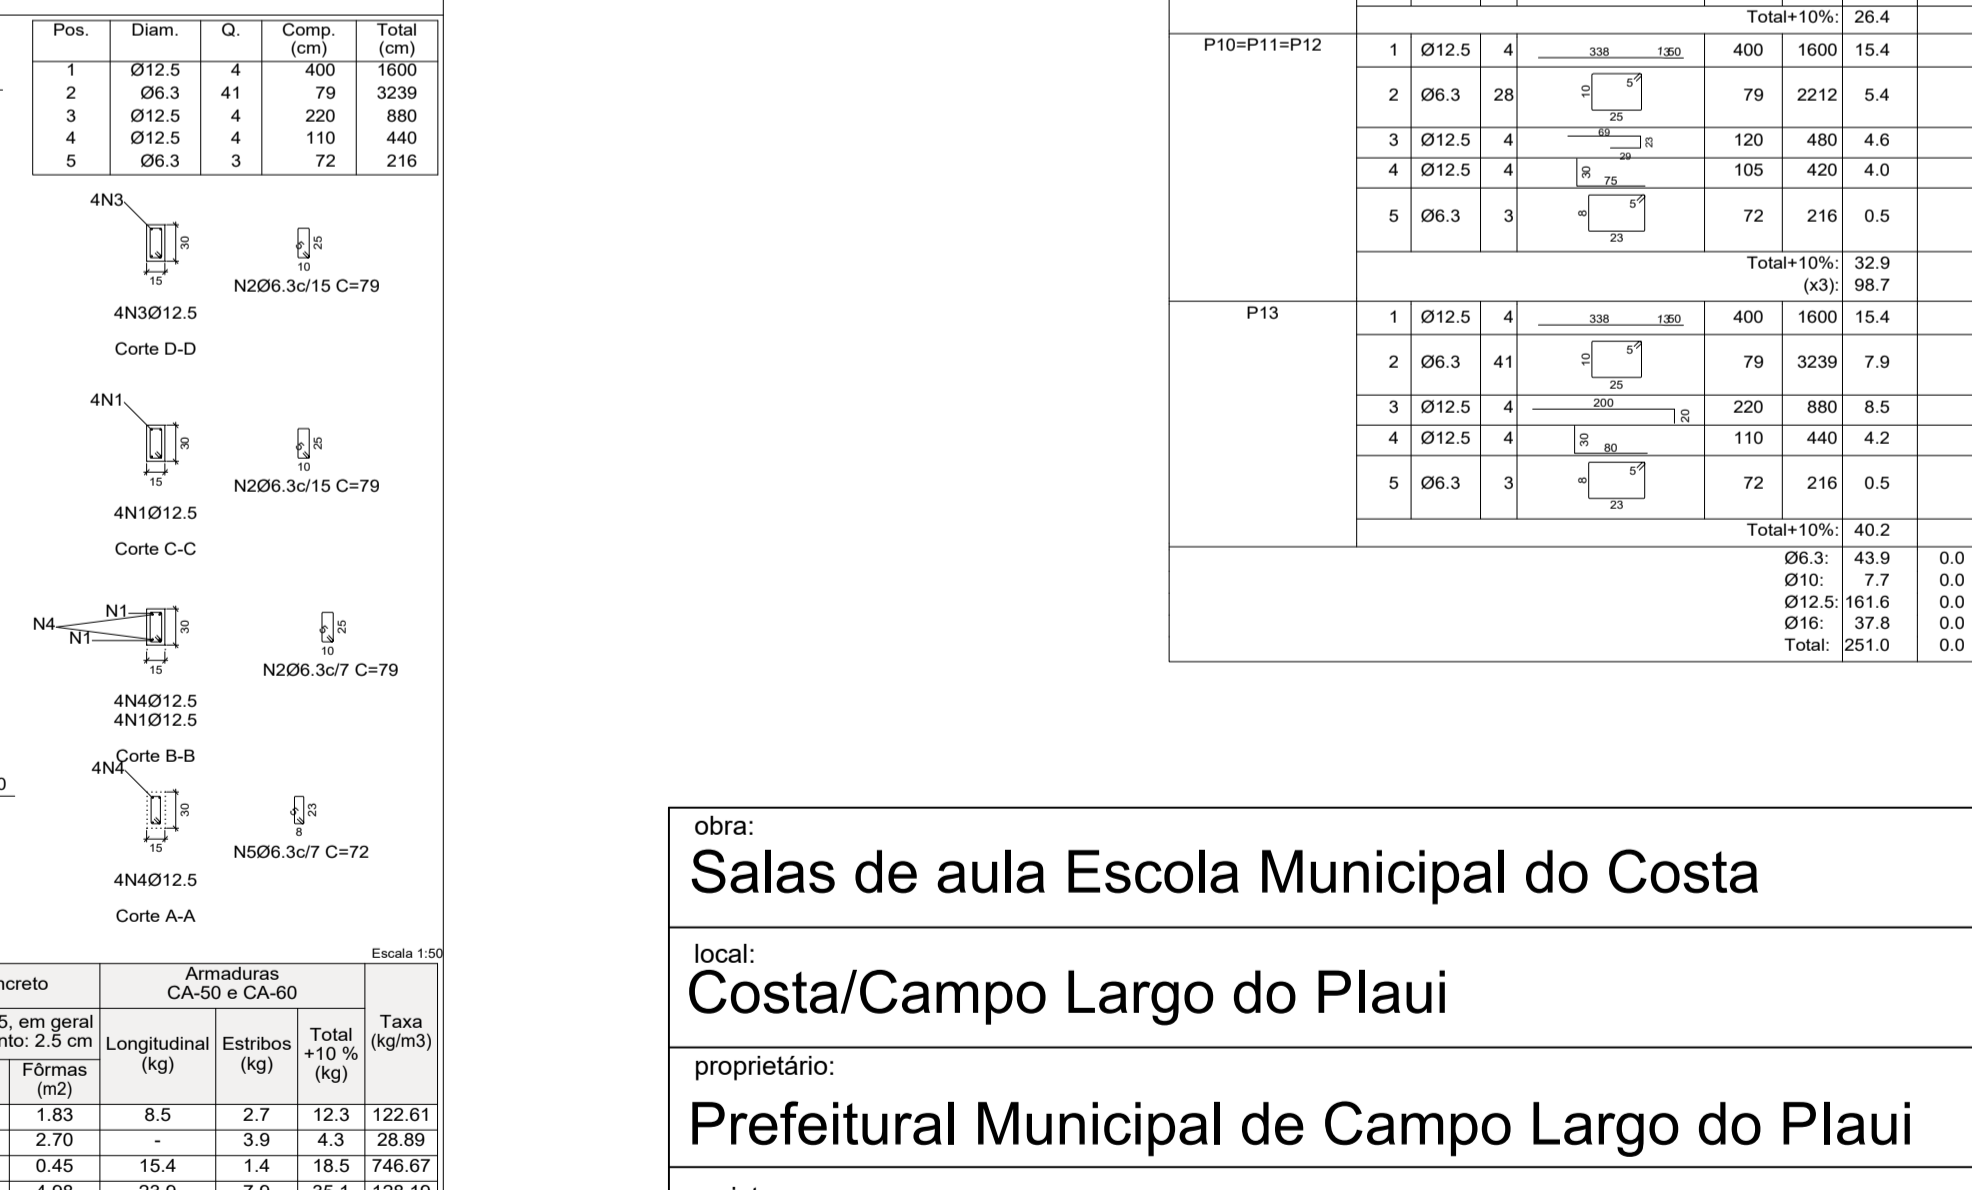 Pos. Diam. Q. Comp. (cm) Total (cm)
1 Ø12.5 4 400 1600
2 Ø6.3 41 79 3239
3 Ø12.5 4 220 880
4 Ø12.5 4 110 440
5 Ø6.3 3 72 216
4N3
30
15
25
5
10
N2Ø6.3c/15 C=79
4N3Ø12.5
Corte D-D
4N1
30
15
25
5
10
N2Ø6.3c/15 C=79
4N1Ø12.5
Corte C-C
N1
N4
N1
30
15
25
5
10
N2Ø6.3c/7 C=79
4N4Ø12.5
4N1Ø12.5
Corte B-B
4N4
30
15
23
5
8
N5Ø6.3c/7 C=72
4N4Ø12.5
Corte A-A
Escala 1:50
Armaduras
CA-50 e CA-60
5, em geral
2.5 cm
Fôrmas (m2) Longitudinal (kg) Estribos (kg) Total +10 % (kg) Taxa (kg/m3)
1.83 8.5 2.7 12.3 122.61
2.70 - 3.9 4.3 28.89
0.45 15.4 1.4 18.5 746.67
Total+10%: 26.4
P10=P11=P12
1 Ø12.5 4 338 13 50 400 1600 15.4
2 Ø6.3 28 10 5 25 79 2212 5.4
3 Ø12.5 4 69 23 29 120 480 4.6
4 Ø12.5 4 30 75 105 420 4.0
5 Ø6.3 3 8 5 23 72 216 0.5
Total+10%: 32.9
(x3): 98.7
P13
1 Ø12.5 4 338 13 50 400 1600 15.4
2 Ø6.3 41 10 5 25 79 3239 7.9
3 Ø12.5 4 200 20 220 880 8.5
4 Ø12.5 4 30 80 110 440 4.2
5 Ø6.3 3 8 5 23 72 216 0.5
Total+10%: 40.2
Ø6.3: 43.9 0.0
Ø10: 7.7 0.0
Ø12.5: 161.6 0.0
Ø16: 37.8 0.0
Total: 251.0 0.0
obra:
Salas de aula Escola Municipal do Costa
local:
Costa/Campo Largo do PIaui
proprietário:
Prefeitural Municipal de Campo Largo do PIaui